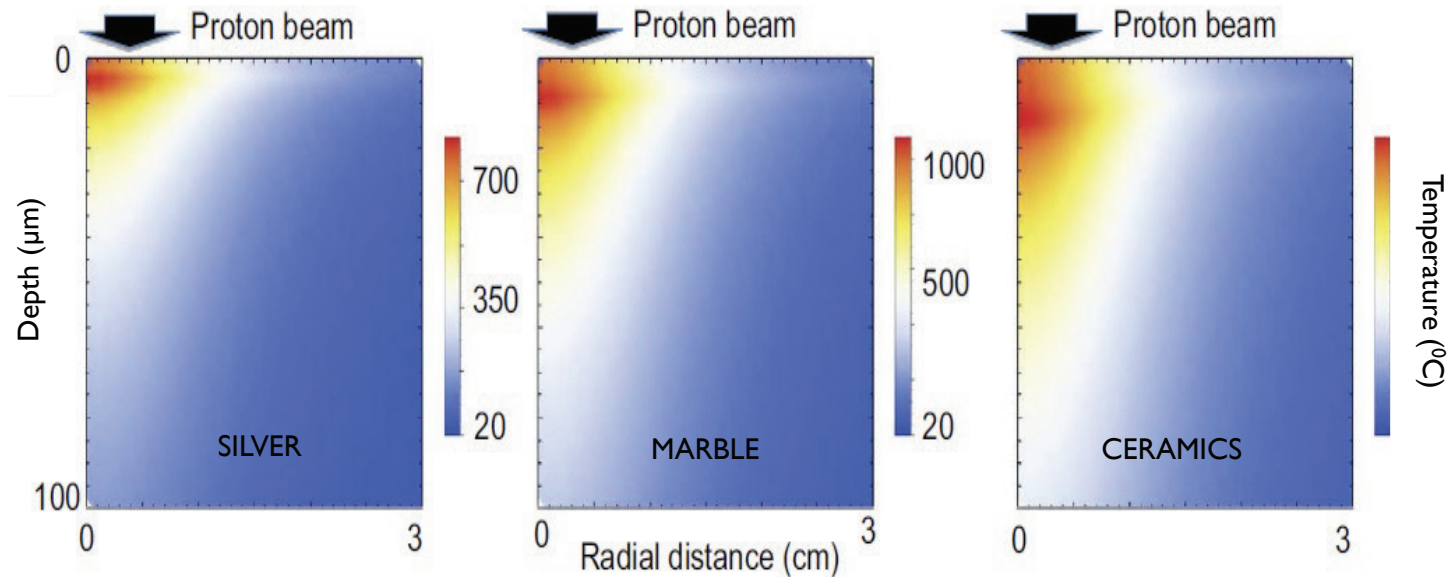 Proton beam
Proton beam
Proton beam
0
700
350
20
1000
500
20
Depth (µm)
Temperature (⁰C)
SILVER
MARBLE
CERAMICS
100
0
3
0
3
0
3
Radial distance (cm)